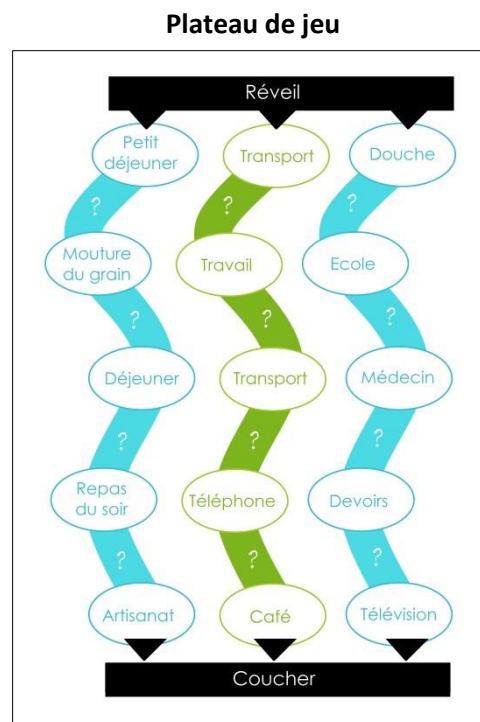 Plateau de jeu
Réveil
Petit
déjeuner
Transport
Douche
?
?
?
Mouture
du grain
Travail
Ecole
?
?
?
Déjeuner
Transport
Médecin
?
?
?
Repas
du soir
Téléphone
Devoirs
?
?
?
Artisanat
Café
Télévision
Coucher